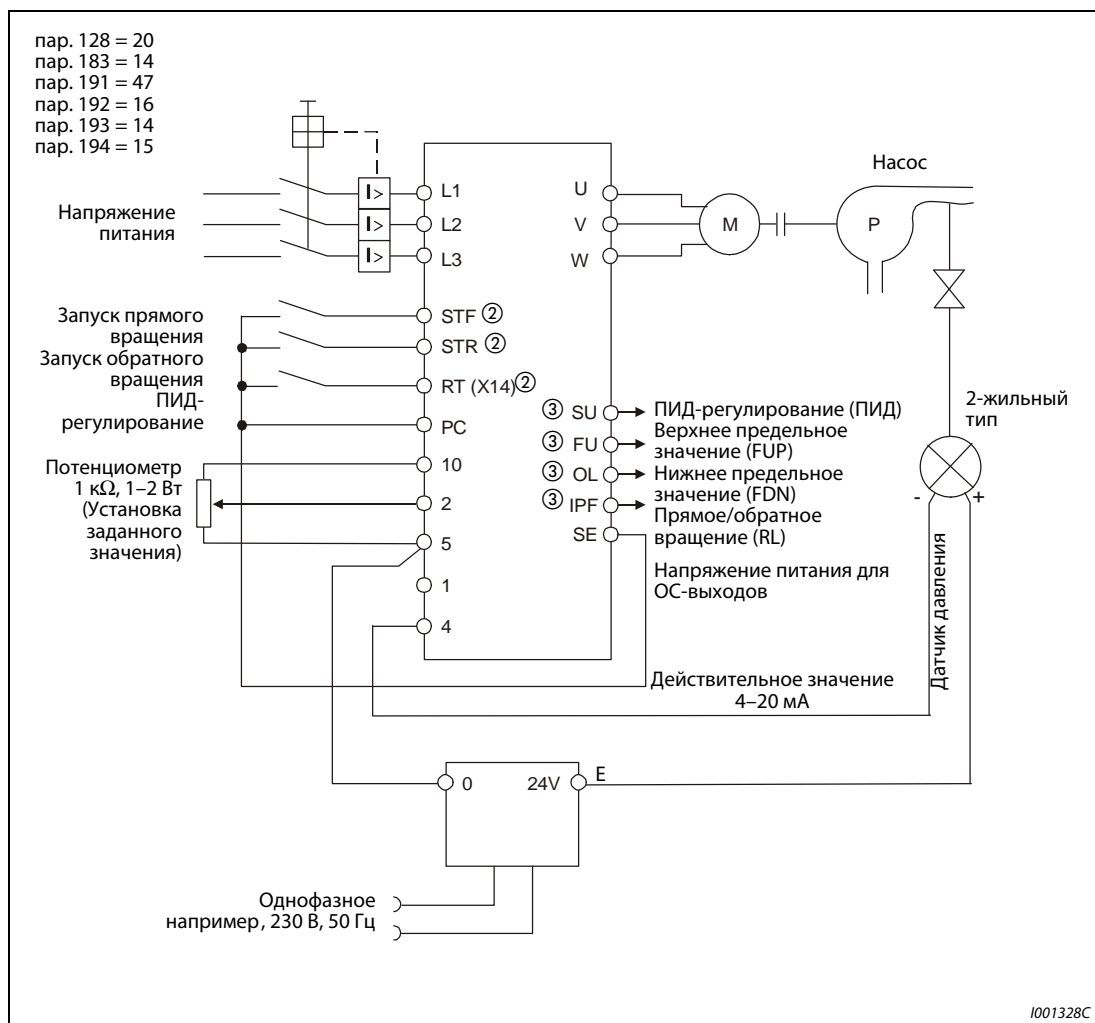 пар. 128 = 20
пар. 183 = 14
пар. 191 = 47
пар. 192 = 16
пар. 193 = 14
пар. 194 = 15
Напряжение
питания
I>
I>
I>
L1
L2
L3
U
V
W
M
Насос
P
Запуск прямого
вращения
Запуск обратного
вращения
ПИД-
регулирование
STF ②
STR ②
RT (X14) ②
PC
Потенциометр
1 кΩ, 1–2 Вт
(Установка
заданного
значения)
10
2
5
1
4
③ SU
③ FU
③ OL
③ IPF
SE
ПИД-регулирование (ПИД)
Верхнее предельное
значение (FUP)
Нижнее предельное
значение (FDN)
Прямое/обратное
вращение (RL)
Напряжение питания для
ОС-выходов
2-жильный
тип
- +
Датчик давления
Действительное значение
4–20 мА
0
24V
E
Однофазное
например, 230 В, 50 Гц
I001328C